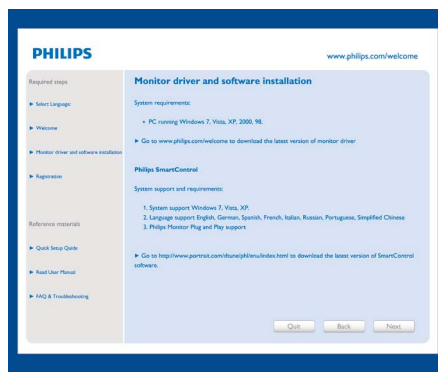 PHILIPS
www.philips.com/welcome
Required steps
Select Language:
Welcome
Monitor driver and software installation
Registration
Reference materials
Quick Setup Guide
Read User Manual
FAQ & Troubleshooting
Monitor driver and software installation
System requirements:
• PC running Windows 7, Vista, XP, 2000, 98.
Go to www.philips.com/welcome to download the latest version of monitor driver
Philips SmartControl
System support and requirements:
1. System support Windows 7, Vista, XP.
2. Language support English, German, Spanish, French, Italian, Russian, Portuguese, Simplified Chinese
3. Philips Monitor Plug and Play support
Go to http://www.portrait.com/dtune/phl/enu/index.html to download the latest version of SmartControl
software.
Quit
Back
Next